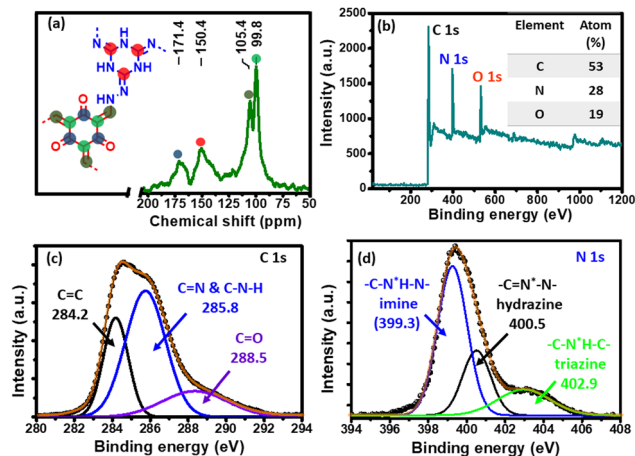 (a)
171.4
150.4
105.4
99.8
N
H
N
N
N
NH
HN
N
HN
N
O
O
O
200
150
100
50
Chemical shift (ppm)
Intensity (a.u.)
(b)
2500
2000
1500
1000
500
0
C 1s
N 1s
O 1s
Element Atom (%)
C 53
N 28
O 19
200 400 600 800 1000 1200
Binding energy (eV)
Intensity (a.u.)
(c)
C 1s
C=C
284.2
C=N & C-N-H
285.8
C=O
288.5
280 282 284 286 288 290 292 294
Binding energy (eV)
Intensity (a.u.)
(d)
N 1s
-C-N*H-N-
imine
(399.3)
-C=N*-N-
hydrazine
400.5
-C-N*H-C-
triazine
402.9
394 396 398 400 402 404 406 408
Binding energy (eV)
Intensity (a.u.)